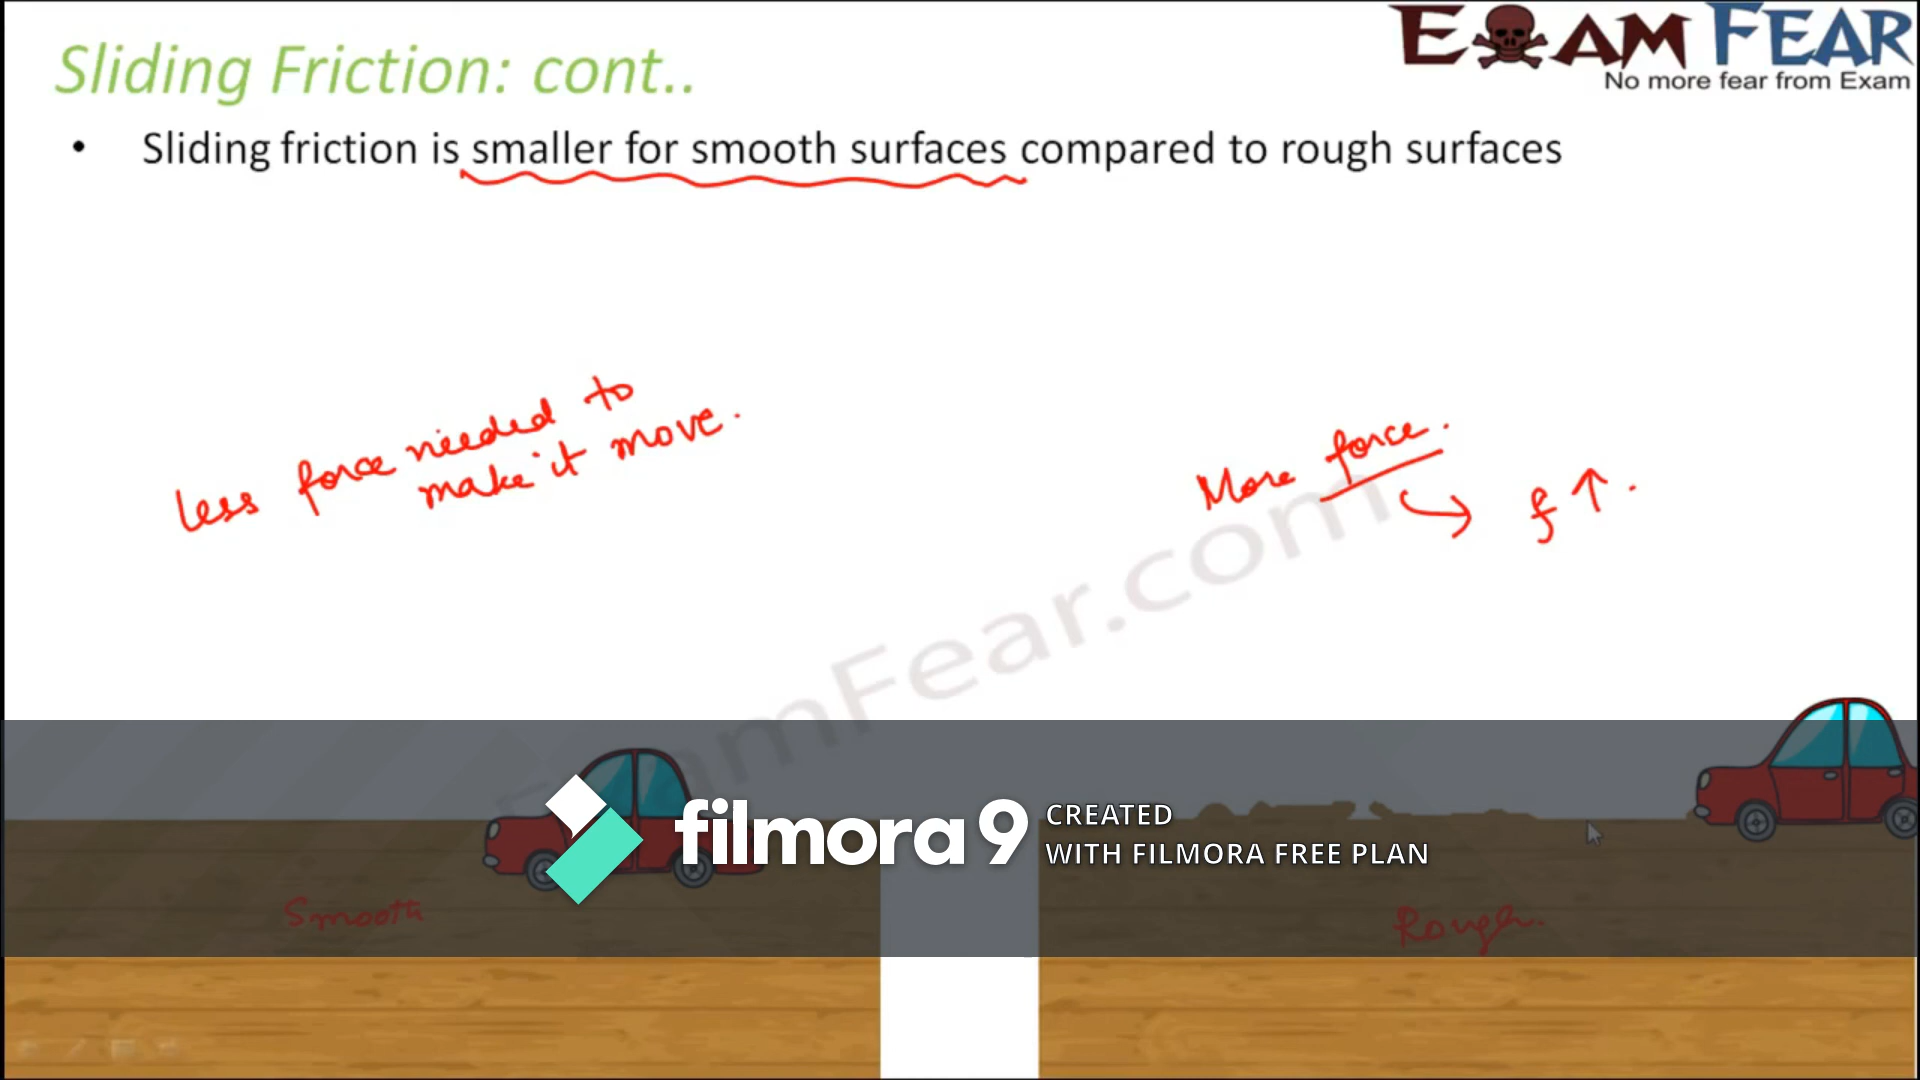 EXAM FEAR
No more fear from Exam
Sliding Friction: cont..
• Sliding friction is smaller for smooth surfaces compared to rough surfaces
less force needed to
make it move.
More force.
f ↑.
ExamFear.com
filmora9
CREATED
WITH FILMORA FREE PLAN
Smooth
Rough.